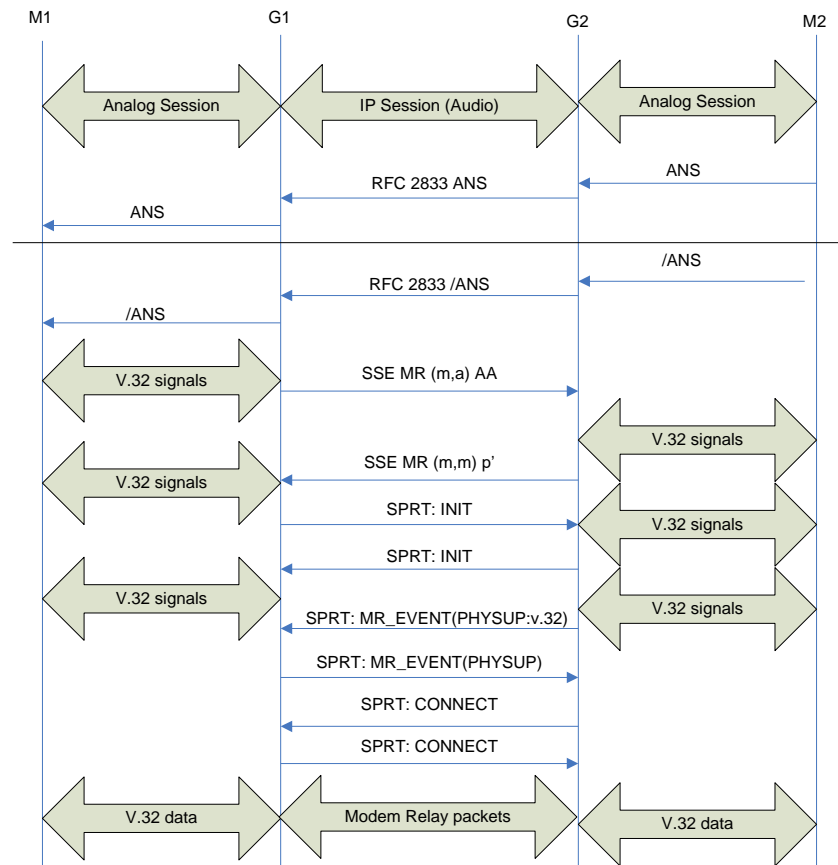 M1
G1
G2
M2
Analog Session
IP Session (Audio)
Analog Session
ANS
RFC 2833 ANS
ANS
/ANS
RFC 2833 /ANS
/ANS
V.32 signals
SSE MR (m,a) AA
V.32 signals
SSE MR (m,m) p’
V.32 signals
SPRT: INIT
V.32 signals
SPRT: INIT
V.32 signals
V.32 signals
SPRT: MR_EVENT(PHYSUP:v.32)
SPRT: MR_EVENT(PHYSUP)
SPRT: CONNECT
SPRT: CONNECT
V.32 data
Modem Relay packets
V.32 data